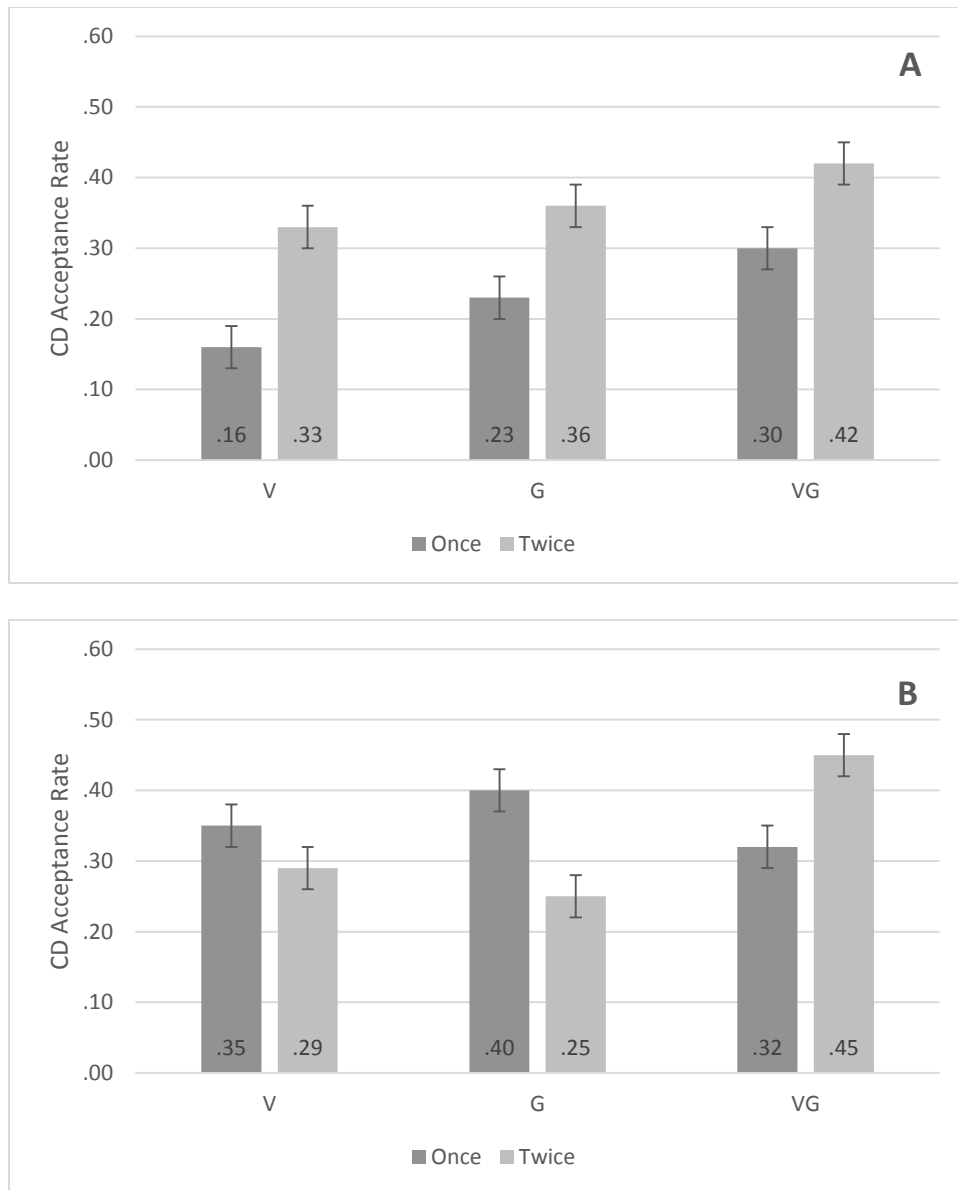 .60
A
.50
CD Acceptance Rate
.40
.30
.20
.10
.16 .33 .23 .36 .30 .42
.00
V G VG
Once Twice
.60
B
.50
CD Acceptance Rate
.40
.30
.20
.10
.35 .29 .40 .25 .32 .45
.00
V G VG
Once Twice